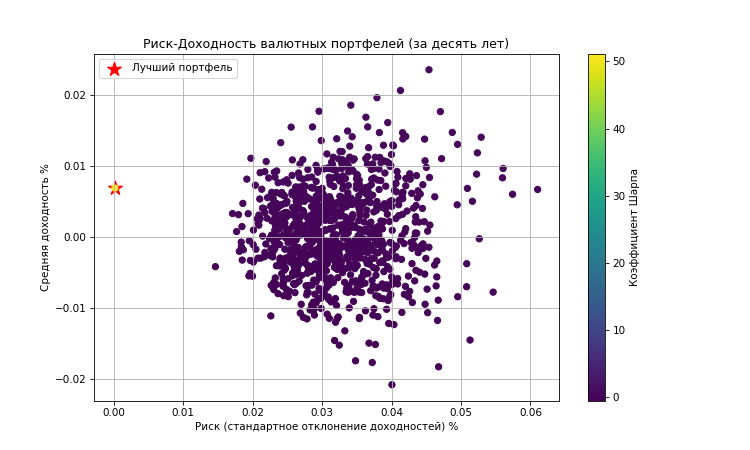 Риск-Доходность валютных портфелей (за десять лет)
Лучший портфель
Средняя доходность %
0.02
0.01
0.00
−0.01
−0.02
0.00 0.01 0.02 0.03 0.04 0.05 0.06
Риск (стандартное отклонение доходностей) %
50
40
30
20
10
0
Коэффициент Шарпа